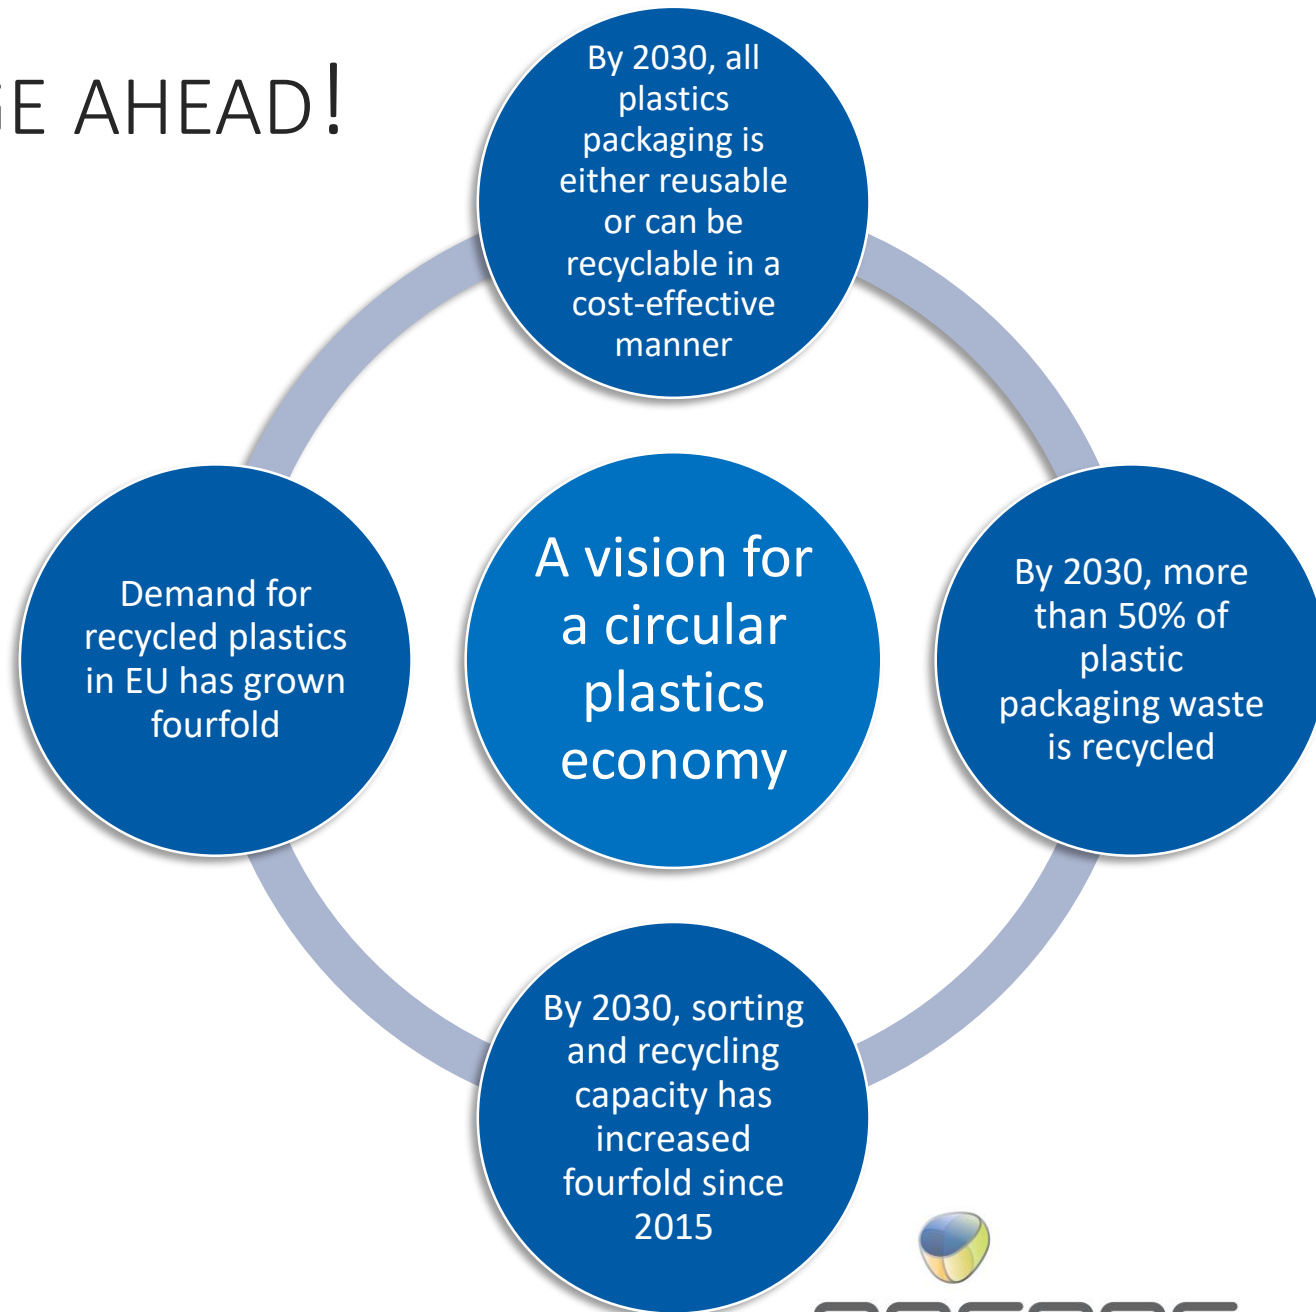 GE AHEAD!
By 2030, all
plastics
packaging is
either reusable
or can be
recyclable in a
cost-effective
manner
Demand for
recycled plastics
in EU has grown
fourfold
A vision for
a circular
plastics
economy
By 2030, more
than 50% of
plastic
packaging waste
is recycled
By 2030, sorting
and recycling
capacity has
increased
fourfold since
2015